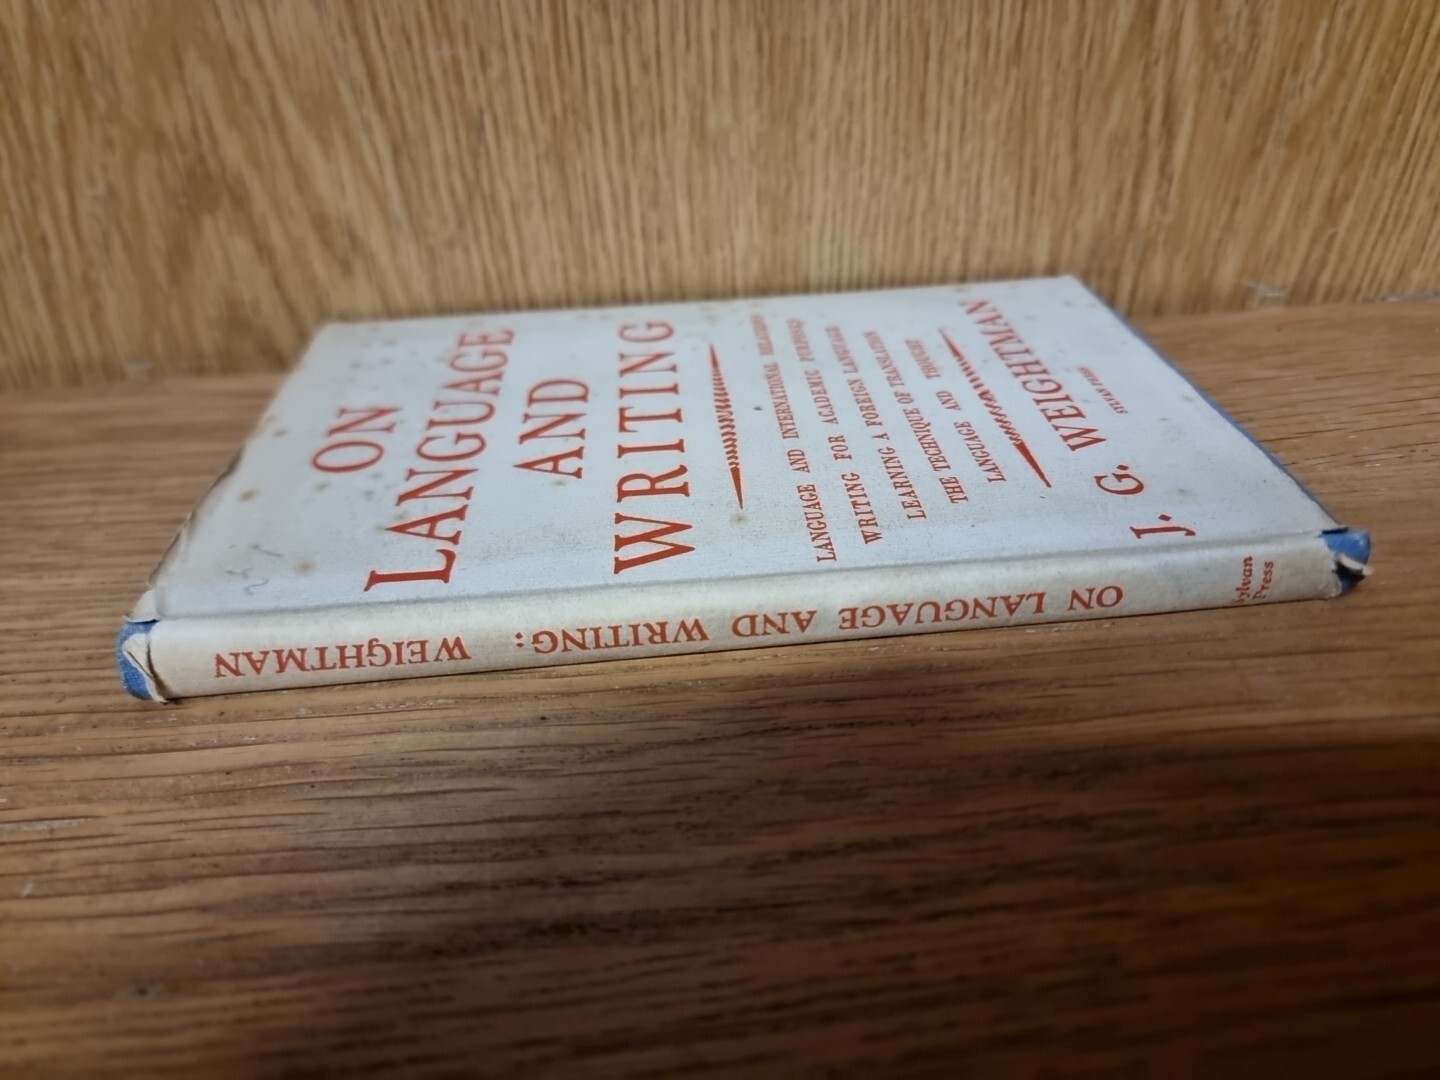 ON
LANGUAGE
AND
WRITING
LANGUAGE AND INTERNATIONAL RELATIONS
WRITING FOR ACADEMIC PURPOSES
LEARNING A FOREIGN LANGUAGE
THE TECHNIQUE OF TRANSLATION
LANGUAGE AND THOUGHT
J. G. WEIGHTMAN
SYLVAN PRESS
ON LANGUAGE AND WRITING: WEIGHTMAN
Sylvan
Press